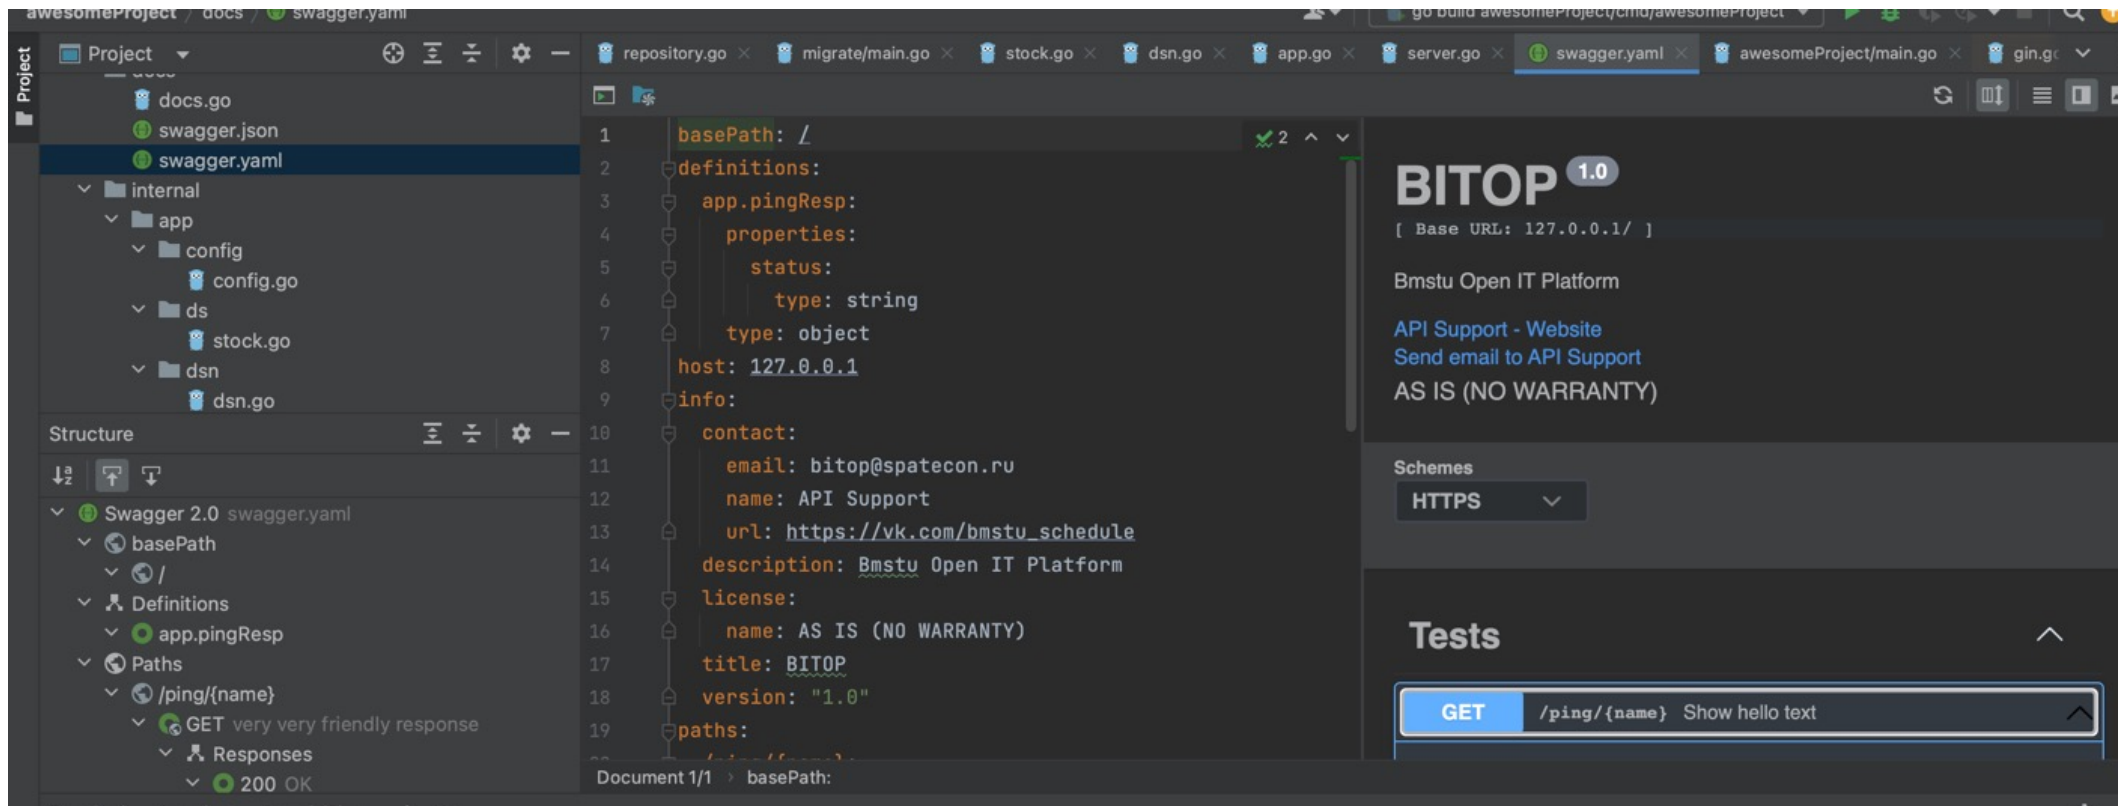 awesomeProject / docs / swagger.yaml
go build awesomeProject/cmd/awesomeProject
Project
Project
docs
docs.go
swagger.json
swagger.yaml
internal
app
config
config.go
ds
stock.go
dsn
dsn.go
Structure
Swagger 2.0 swagger.yaml
basePath
/
Definitions
app.pingResp
Paths
/ping/{name}
GET very very friendly response
Responses
200 OK
repository.go migrate/main.go stock.go dsn.go app.go server.go swagger.yaml awesomeProject/main.go gin.go
2
1 basePath: /
2 definitions:
3 app.pingResp:
4 properties:
5 status:
6 type: string
7 type: object
8 host: 127.0.0.1
9 info:
10 contact:
11 email: bitop@spatecon.ru
12 name: API Support
13 url: https://vk.com/bmstu_schedule
14 description: Bmstu Open IT Platform
15 license:
16 name: AS IS (NO WARRANTY)
17 title: BITOP
18 version: "1.0"
19 paths:
20 /ping/{name}:
Document 1/1 › basePath:
BITOP 1.0
[ Base URL: 127.0.0.1/ ]
Bmstu Open IT Platform
API Support - Website
Send email to API Support
AS IS (NO WARRANTY)
Schemes
HTTPS
Tests
GET /ping/{name} Show hello text